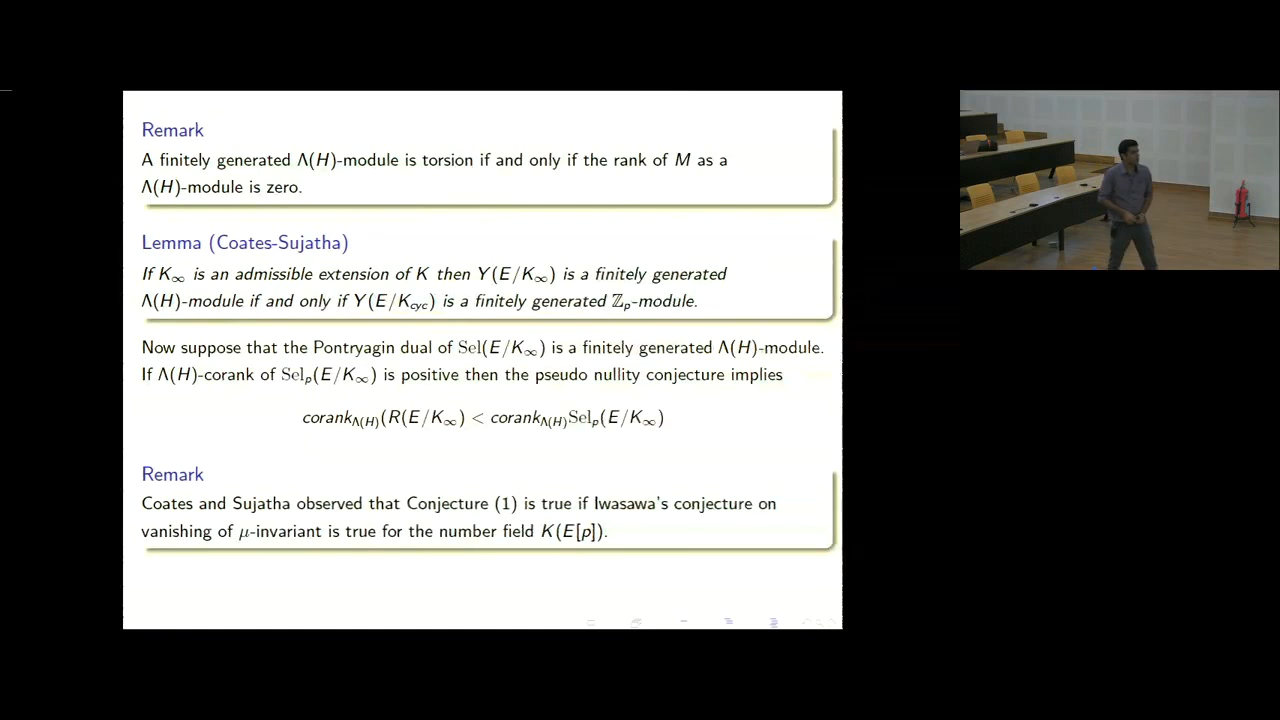 Remark
A finitely generated Λ(H)-module is torsion if and only if the rank of M as a
Λ(H)-module is zero.
Lemma (Coates-Sujatha)
If K∞ is an admissible extension of K then Y(E/K∞) is a finitely generated
Λ(H)-module if and only if Y(E/Kcyc) is a finitely generated ℤp-module.
Now suppose that the Pontryagin dual of Sel(E/K∞) is a finitely generated Λ(H)-module.
If Λ(H)-corank of Selp(E/K∞) is positive then the pseudo nullity conjecture implies
corankΛ(H)(R(E/K∞) < corankΛ(H)Selp(E/K∞)
Remark
Coates and Sujatha observed that Conjecture (1) is true if Iwasawa's conjecture on
vanishing of μ-invariant is true for the number field K(E[p]).